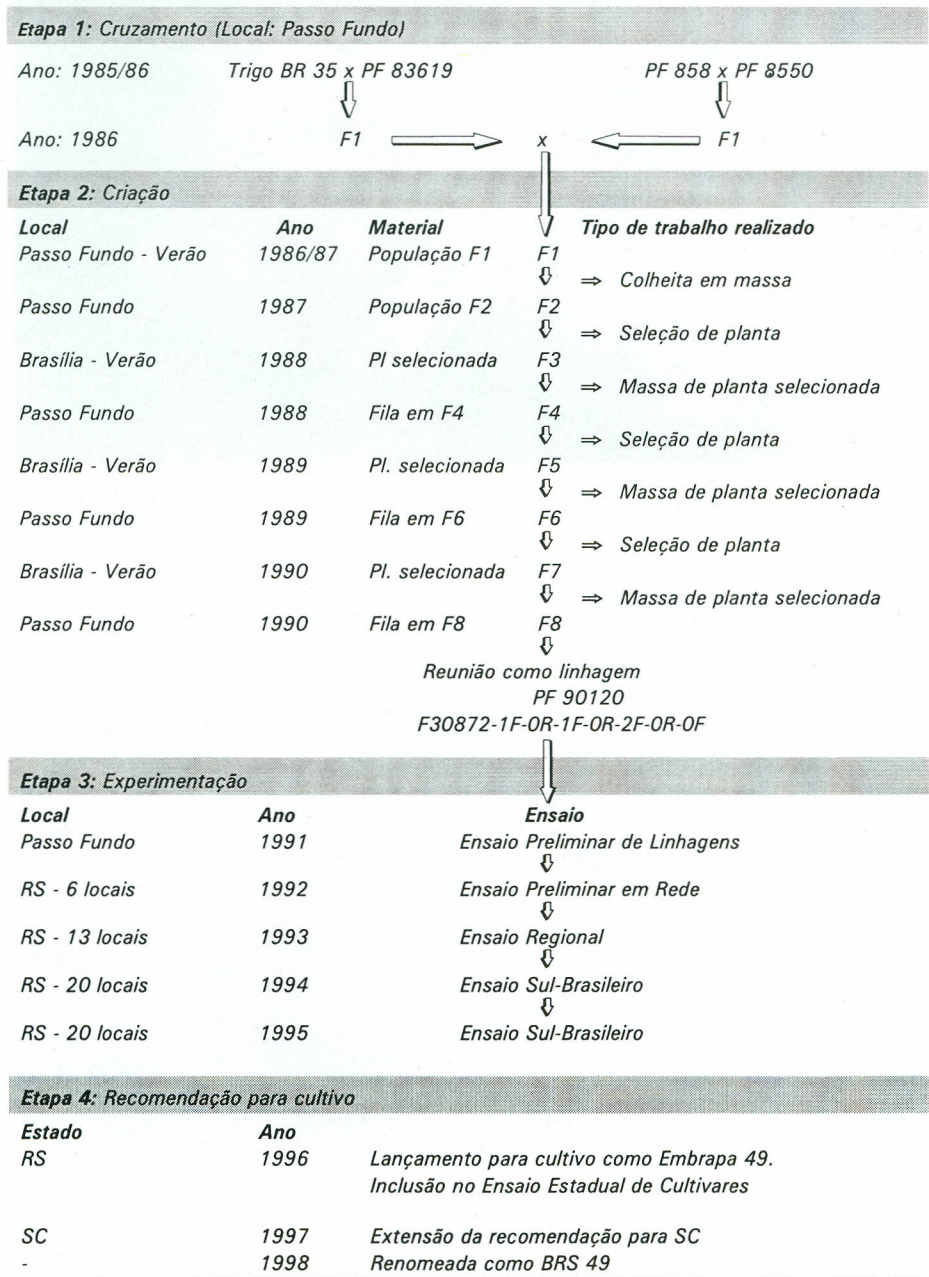 Etapa 1: Cruzamento (Local: Passo Fundo)
Ano: 1985/86 Trigo BR 35 x PF 83619 PF 858 x PF 8550
Ano: 1986 F1 x F1
Etapa 2: Criação
Local Ano Material Tipo de trabalho realizado
Passo Fundo - Verão 1986/87 População F1 F1
⇒ Colheita em massa
Passo Fundo 1987 População F2 F2
⇒ Seleção de planta
Brasília - Verão 1988 Pl selecionada F3
⇒ Massa de planta selecionada
Passo Fundo 1988 Fila em F4 F4
⇒ Seleção de planta
Brasília - Verão 1989 Pl. selecionada F5
⇒ Massa de planta selecionada
Passo Fundo 1989 Fila em F6 F6
⇒ Seleção de planta
Brasília - Verão 1990 Pl. selecionada F7
⇒ Massa de planta selecionada
Passo Fundo 1990 Fila em F8 F8
Reunião como linhagem
PF 90120
F30872-1F-0R-1F-0R-2F-0R-0F
Etapa 3: Experimentação
Local Ano Ensaio
Passo Fundo 1991 Ensaio Preliminar de Linhagens
RS - 6 locais 1992 Ensaio Preliminar em Rede
RS - 13 locais 1993 Ensaio Regional
RS - 20 locais 1994 Ensaio Sul-Brasileiro
RS - 20 locais 1995 Ensaio Sul-Brasileiro
Etapa 4: Recomendação para cultivo
Estado Ano
RS 1996 Lançamento para cultivo como Embrapa 49.
Inclusão no Ensaio Estadual de Cultivares
SC 1997 Extensão da recomendação para SC
- 1998 Renomeada como BRS 49